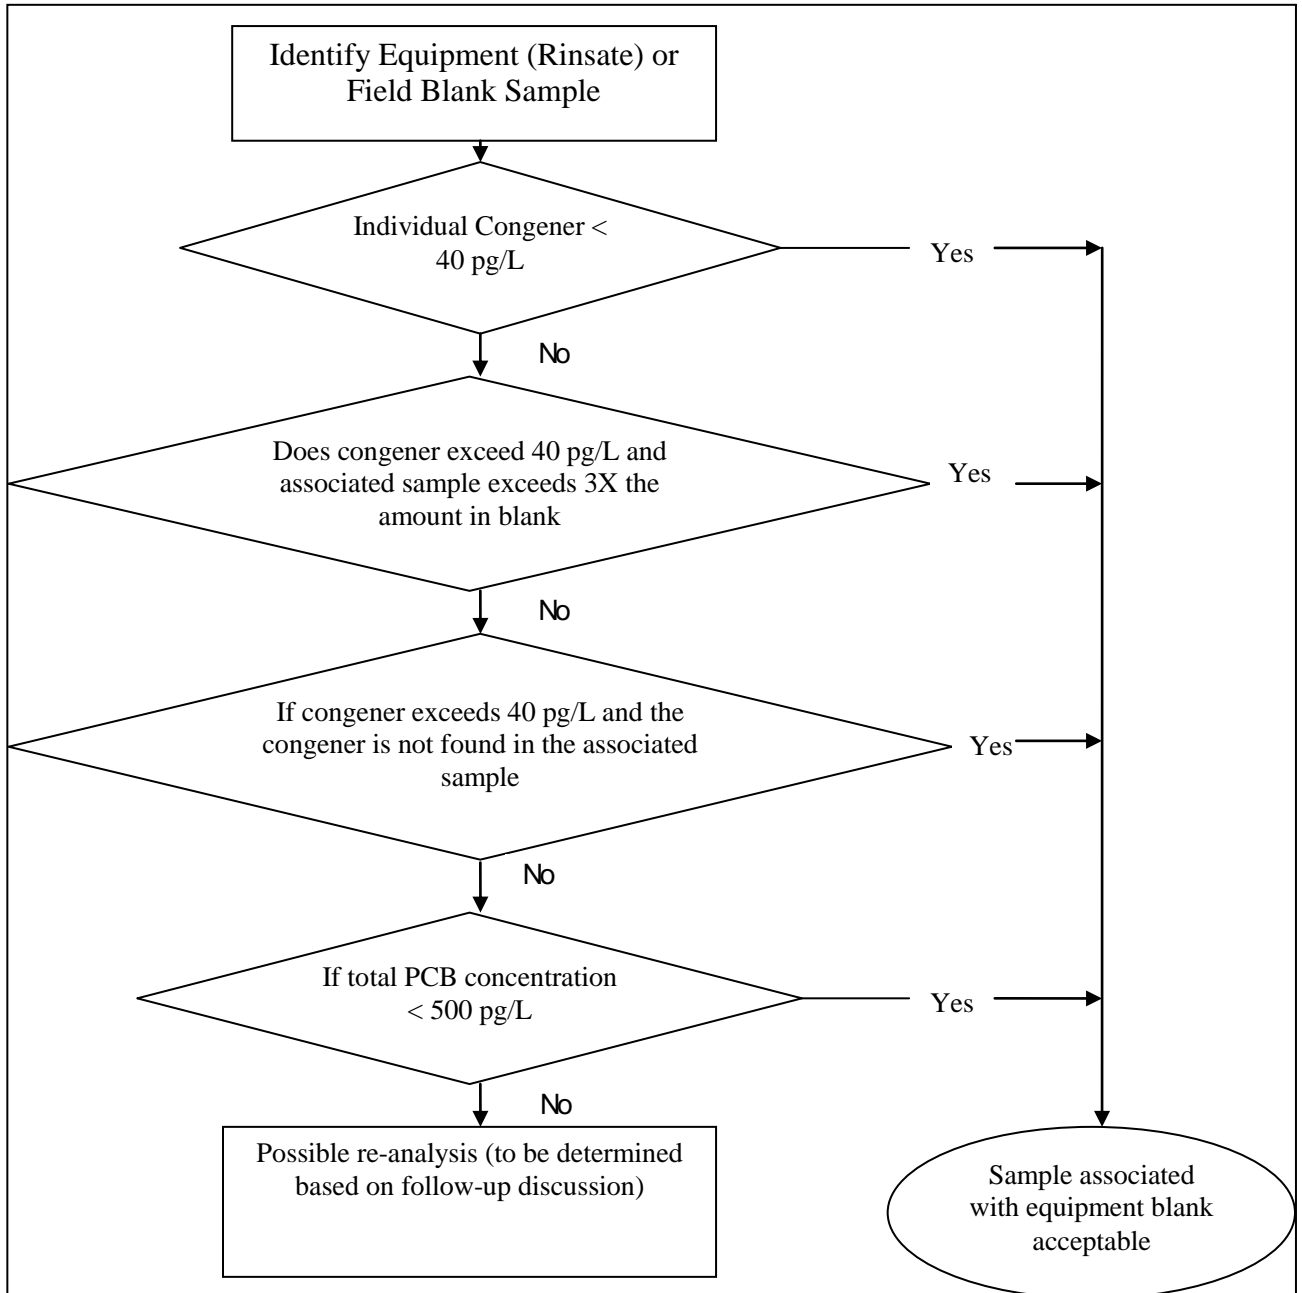 Identify Equipment (Rinsate) or
Field Blank Sample
Individual Congener <
40 pg/L
Yes
No
Does congener exceed 40 pg/L and
associated sample exceeds 3X the
amount in blank
Yes
No
If congener exceeds 40 pg/L and the
congener is not found in the associated
sample
Yes
No
If total PCB concentration
< 500 pg/L
Yes
No
Possible re-analysis (to be determined
based on follow-up discussion)
Sample associated
with equipment blank
acceptable